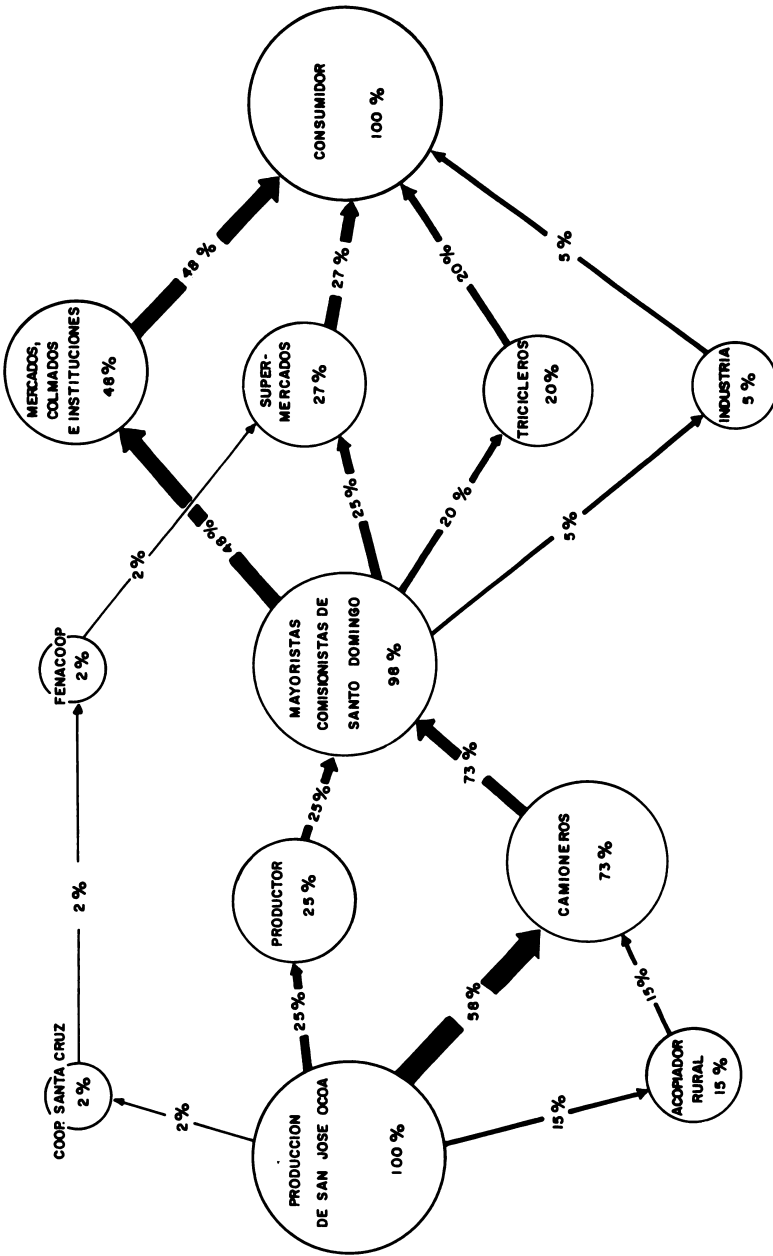 COOP. SANTA CRUZ
2 %
2 %
FENACOOP
2 %
MERCADOS,
COLMADOS
E INSTITUCIONES
48%
2%
2%
48%
48 %
PRODUCCION
DE SAN JOSE OCOA
100 %
25%
PRODUCTOR
25 %
25%
MAYORISTAS
COMISIONISTAS DE
SANTO DOMINGO
98 %
25%
SUPER-
MERCADOS
27 %
27 %
CONSUMIDOR
100 %
58%
CAMIONEROS
73 %
73 %
20 %
TRICICLEROS
20%
20%
15 %
ACOPIADOR
RURAL
15 %
15%
5 %
INDUSTRIA
5 %
5 %